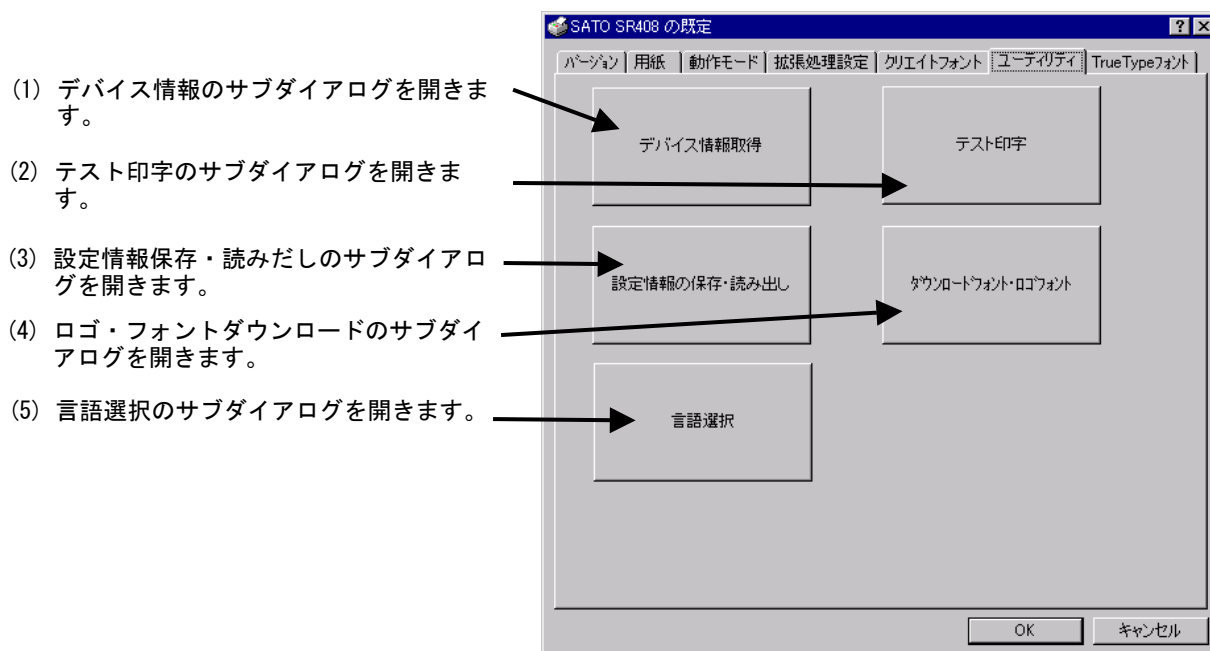 SATO SR408 の既定
バージョン 用紙 動作モード 拡張処理設定 クリエイトフォント ユーティリティ TrueTypeフォント
(1) デバイス情報のサブダイアログを開きま
す。
(2) テスト印字のサブダイアログを開きま
す。
(3) 設定情報保存・読みだしのサブダイアロ
グを開きます。
(4) ロゴ・フォントダウンロードのサブダイ
アログを開きます。
(5) 言語選択のサブダイアログを開きます。
デバイス情報取得
テスト印字
設定情報の保存・読み出し
ダウンロードフォント・ロゴフォント
言語選択
OK
キャンセル